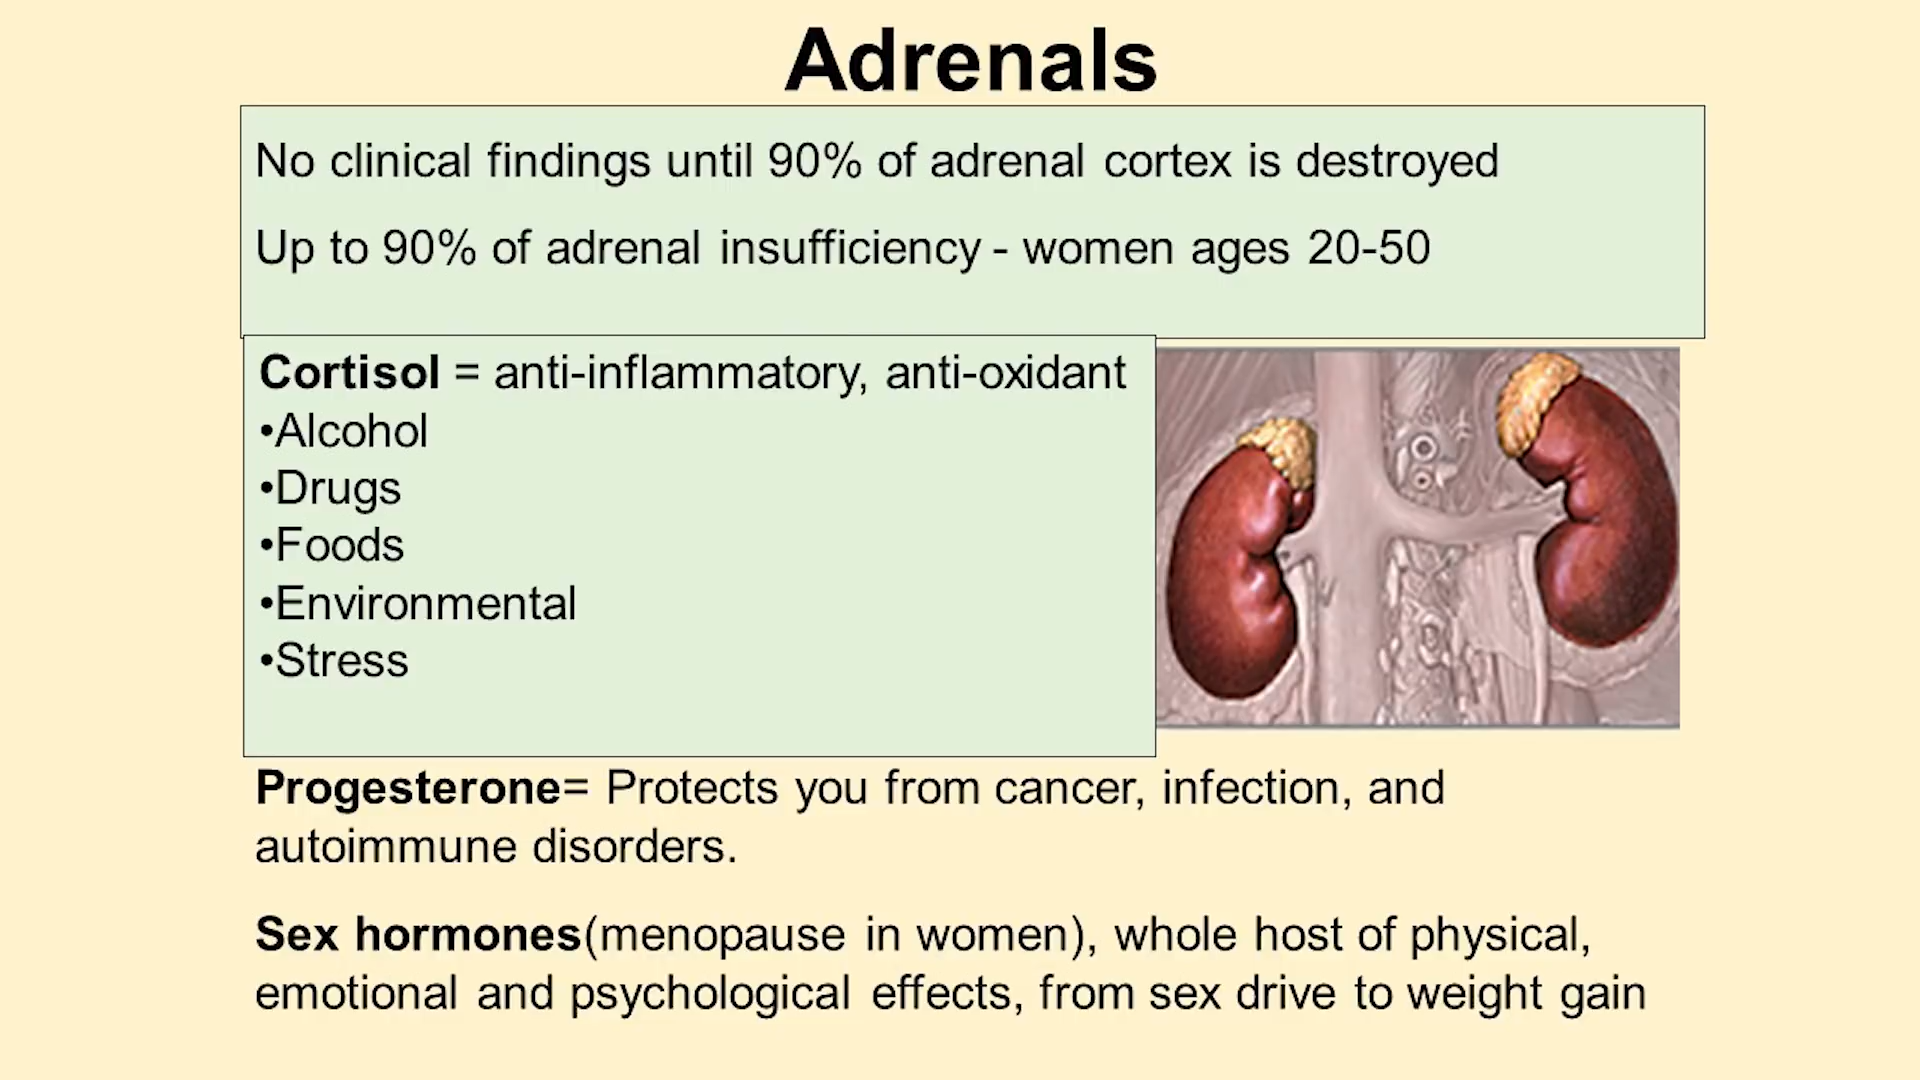 Adrenals
No clinical findings until 90% of adrenal cortex is destroyed
Up to 90% of adrenal insufficiency - women ages 20-50
Cortisol = anti-inflammatory, anti-oxidant
•Alcohol
•Drugs
•Foods
•Environmental
•Stress
Progesterone= Protects you from cancer, infection, and
autoimmune disorders.
Sex hormones(menopause in women), whole host of physical,
emotional and psychological effects, from sex drive to weight gain